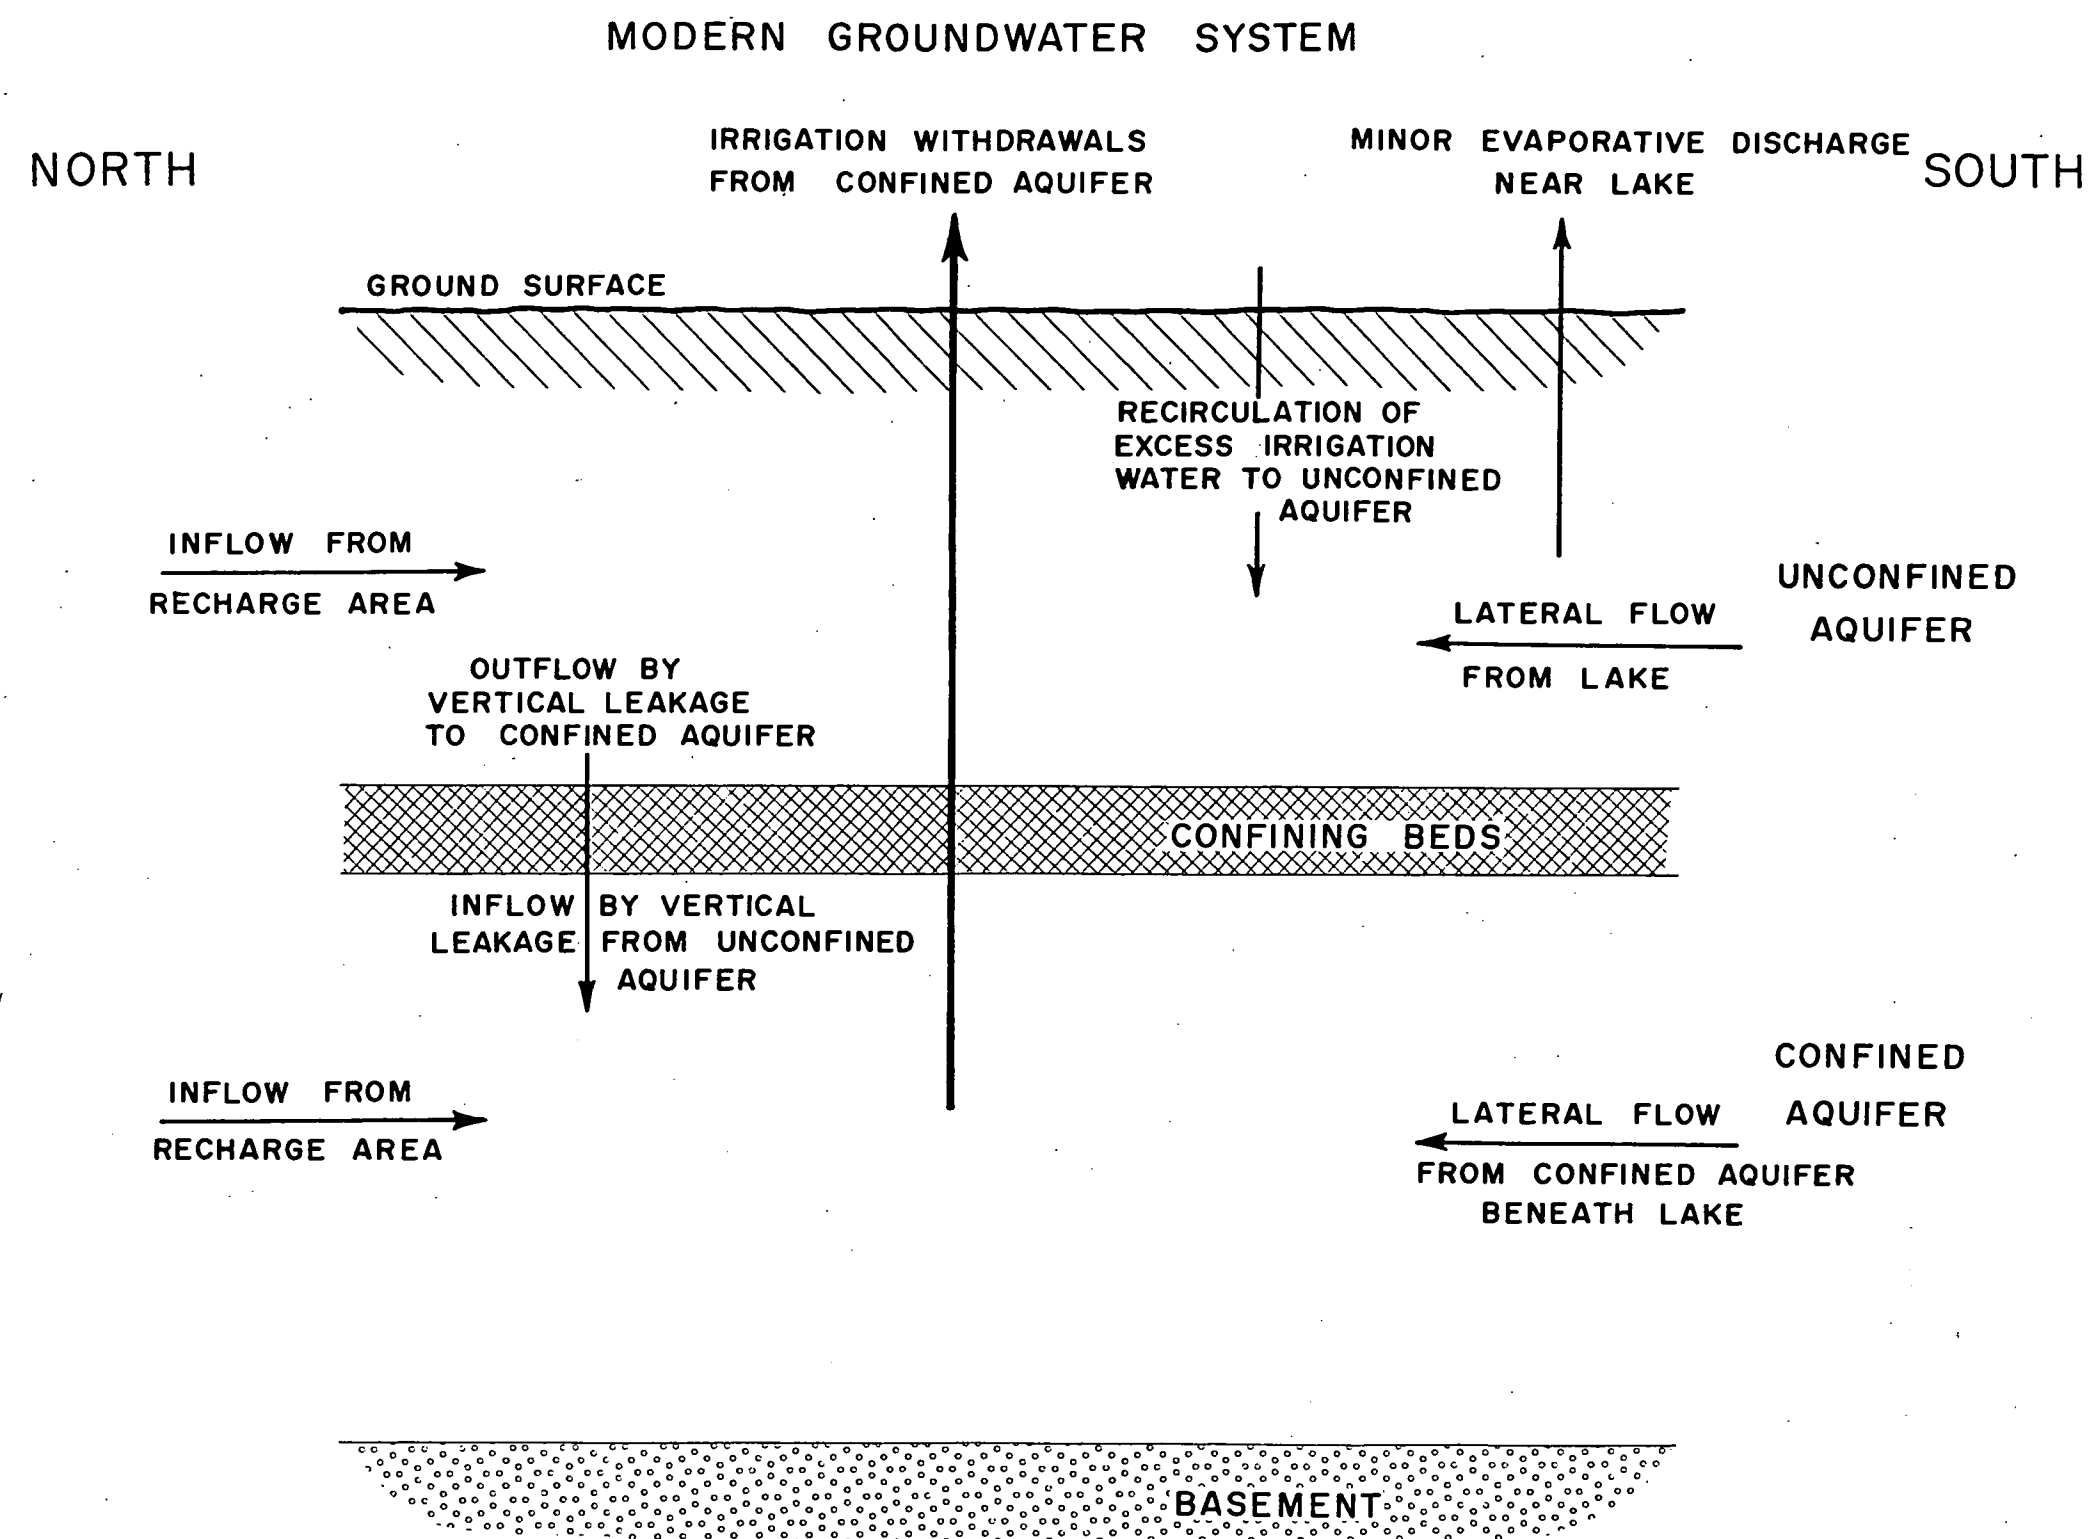 MODERN GROUNDWATER SYSTEM
NORTH
IRRIGATION WITHDRAWALS
FROM CONFINED AQUIFER
MINOR EVAPORATIVE DISCHARGE
NEAR LAKE
SOUTH
GROUND SURFACE
RECIRCULATION OF
EXCESS IRRIGATION
WATER TO UNCONFINED
AQUIFER
INFLOW FROM
RECHARGE AREA
UNCONFINED
AQUIFER
LATERAL FLOW
FROM LAKE
OUTFLOW BY
VERTICAL LEAKAGE
TO CONFINED AQUIFER
CONFINING BEDS
INFLOW BY VERTICAL
LEAKAGE FROM UNCONFINED
AQUIFER
INFLOW FROM
RECHARGE AREA
CONFINED
AQUIFER
LATERAL FLOW
FROM CONFINED AQUIFER
BENEATH LAKE
BASEMENT